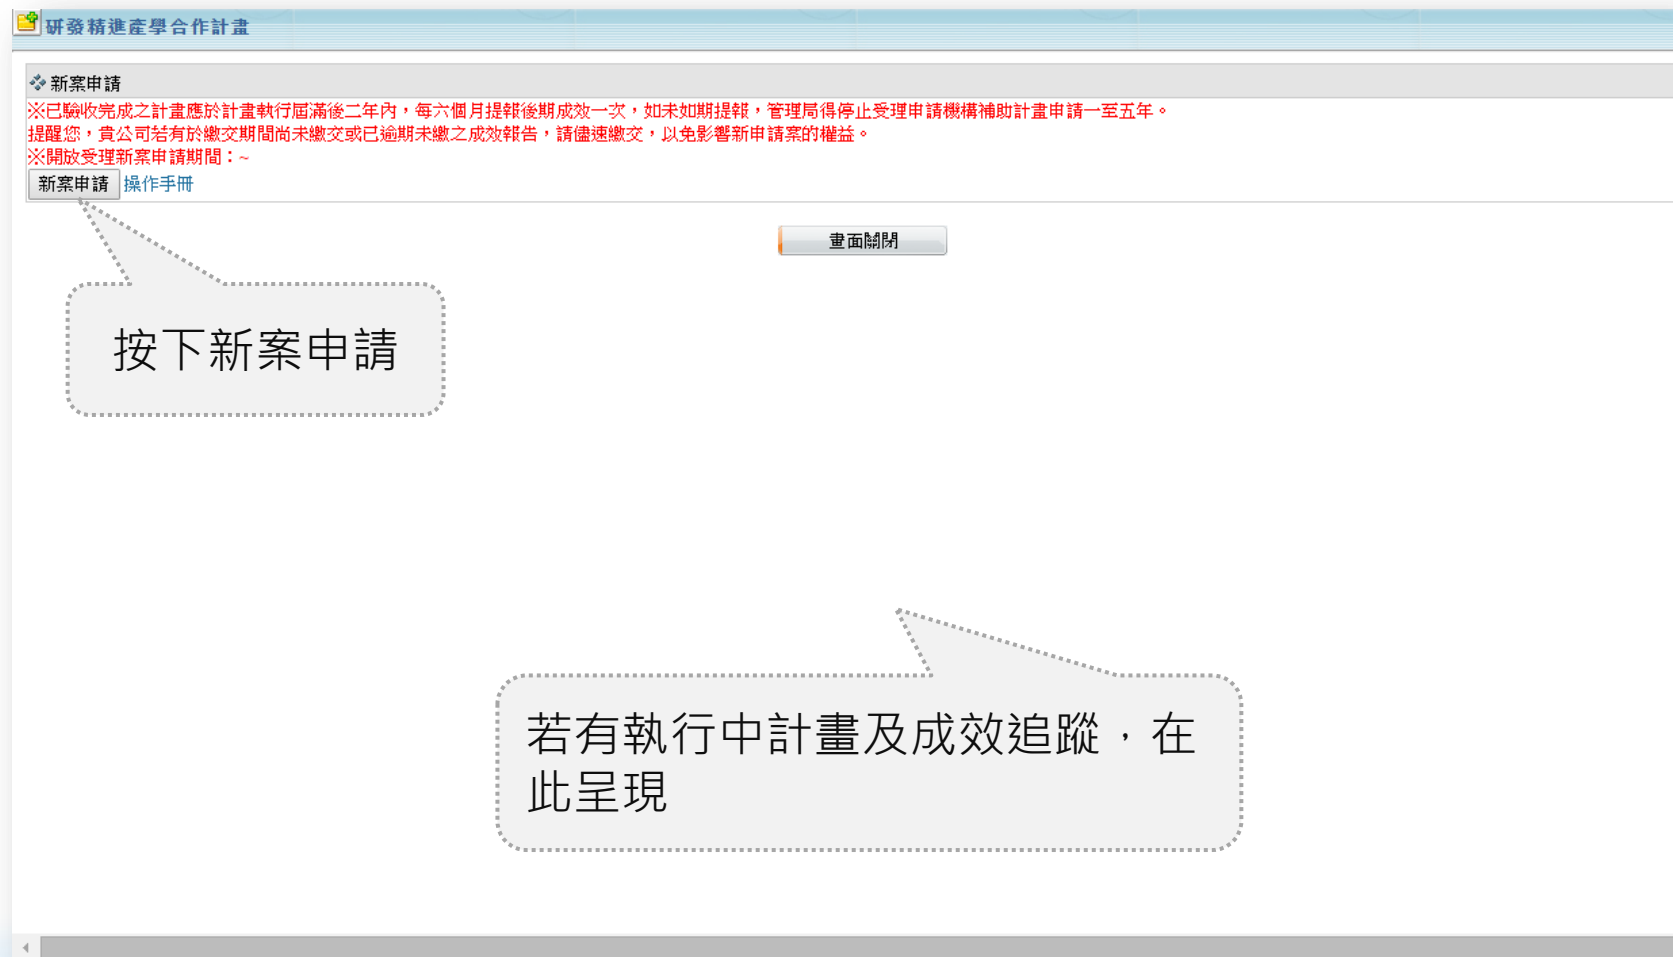 研發精進產學合作計畫
新案申請
※已驗收完成之計畫應於計畫執行屆滿後二年內，每六個月提報後期成效一次，如未如期提報，管理局得停止受理申請機構補助計畫申請一至五年。
提醒您，貴公司若有於繳交期間尚未繳交或已逾期未繳之成效報告，請儘速繳交，以免影響新申請案的權益。
※開放受理新案申請期間：~
新案申請 操作手冊
畫面關閉
按下新案申請
若有執行中計畫及成效追蹤，在
此呈現